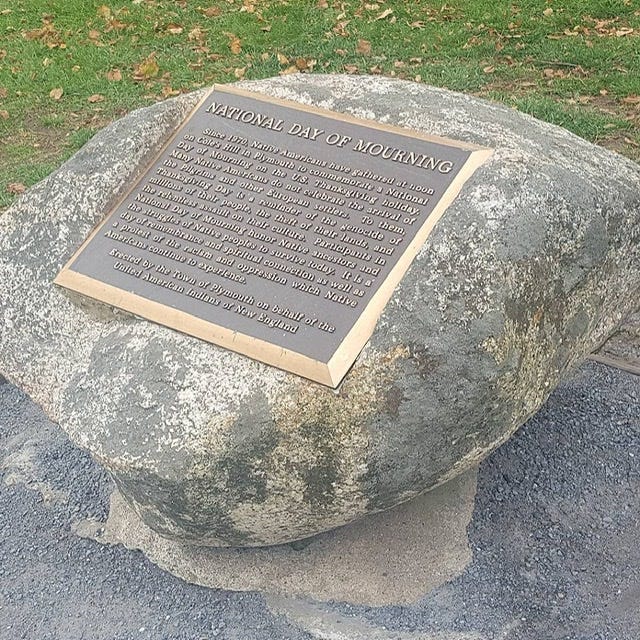 NATIONAL DAY OF MOURNING
Since 1970, Native Americans have gathered at noon
on Cole's Hill in Plymouth to commemorate a National
Day of Mourning on the US Thanksgiving holiday.
Many Native Americans do not celebrate the arrival of
the Pilgrims and other European settlers. To them,
Thanksgiving Day is a reminder of the genocide of
millions of their people, the theft of their lands, and
the relentless assault on their culture. Participants in
National Day of Mourning honor Native ancestors and
the struggles of Native peoples to survive today. It is a
day of remembrance and spiritual connection as well as
a protest of the racism and oppression which Native
Americans continue to experience.
Erected by the Town of Plymouth on behalf of the
United American Indians of New England